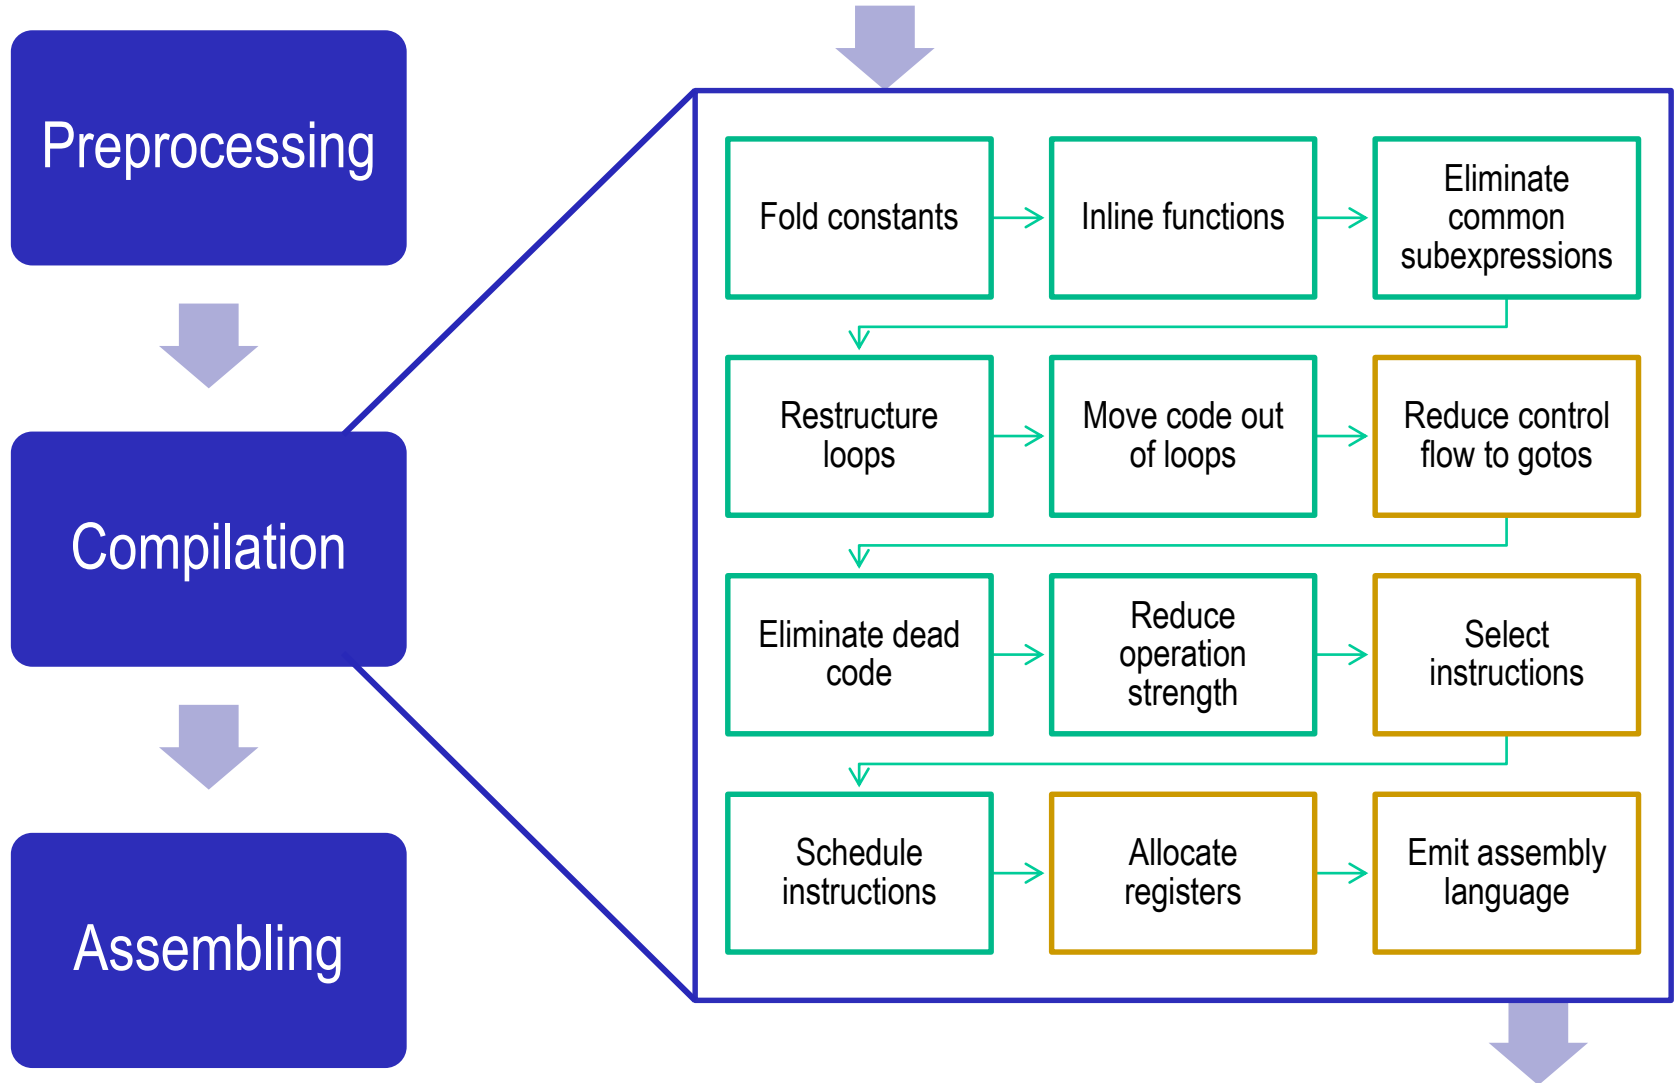 Preprocessing
Compilation
Assembling
Fold constants
Inline functions
Eliminate
common
subexpressions
Restructure
loops
Move code out
of loops
Reduce control
flow to gotos
Eliminate dead
code
Reduce
operation
strength
Select
instructions
Schedule
instructions
Allocate
registers
Emit assembly
language